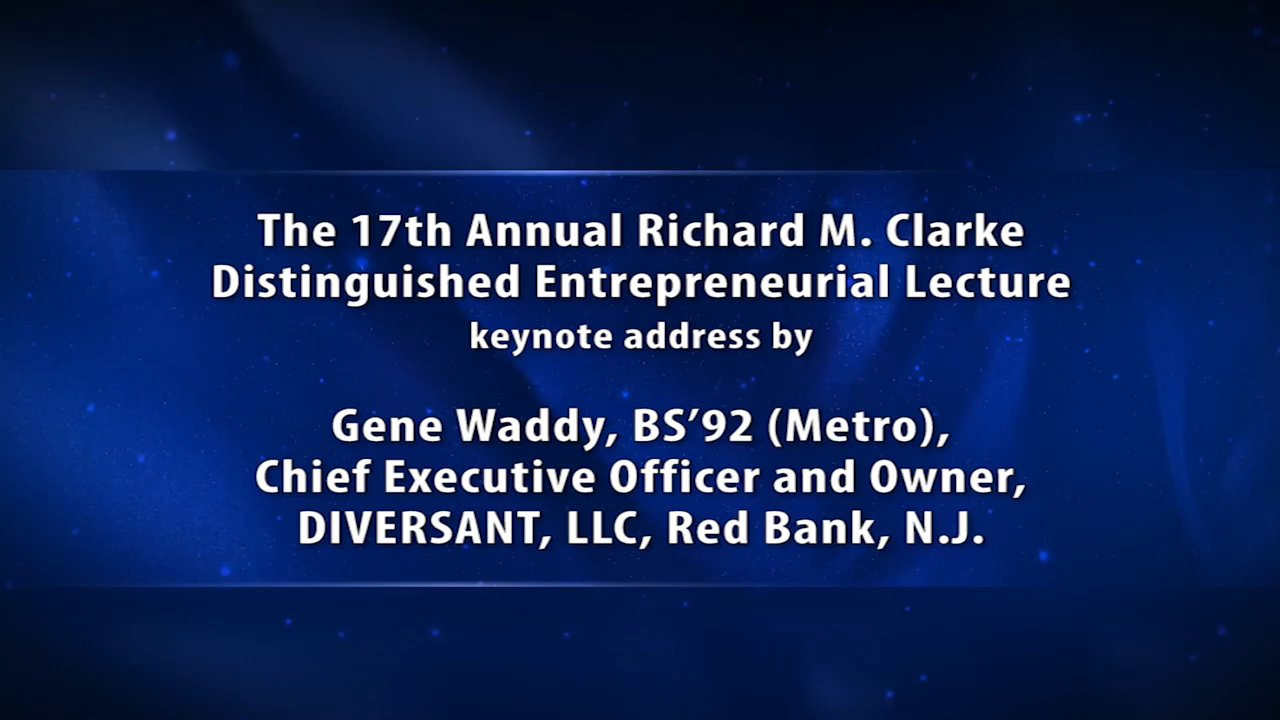 The 17th Annual Richard M. Clarke
Distinguished Entrepreneurial Lecture
keynote address by
Gene Waddy, BS’92 (Metro),
Chief Executive Officer and Owner,
DIVERSANT, LLC, Red Bank, N.J.